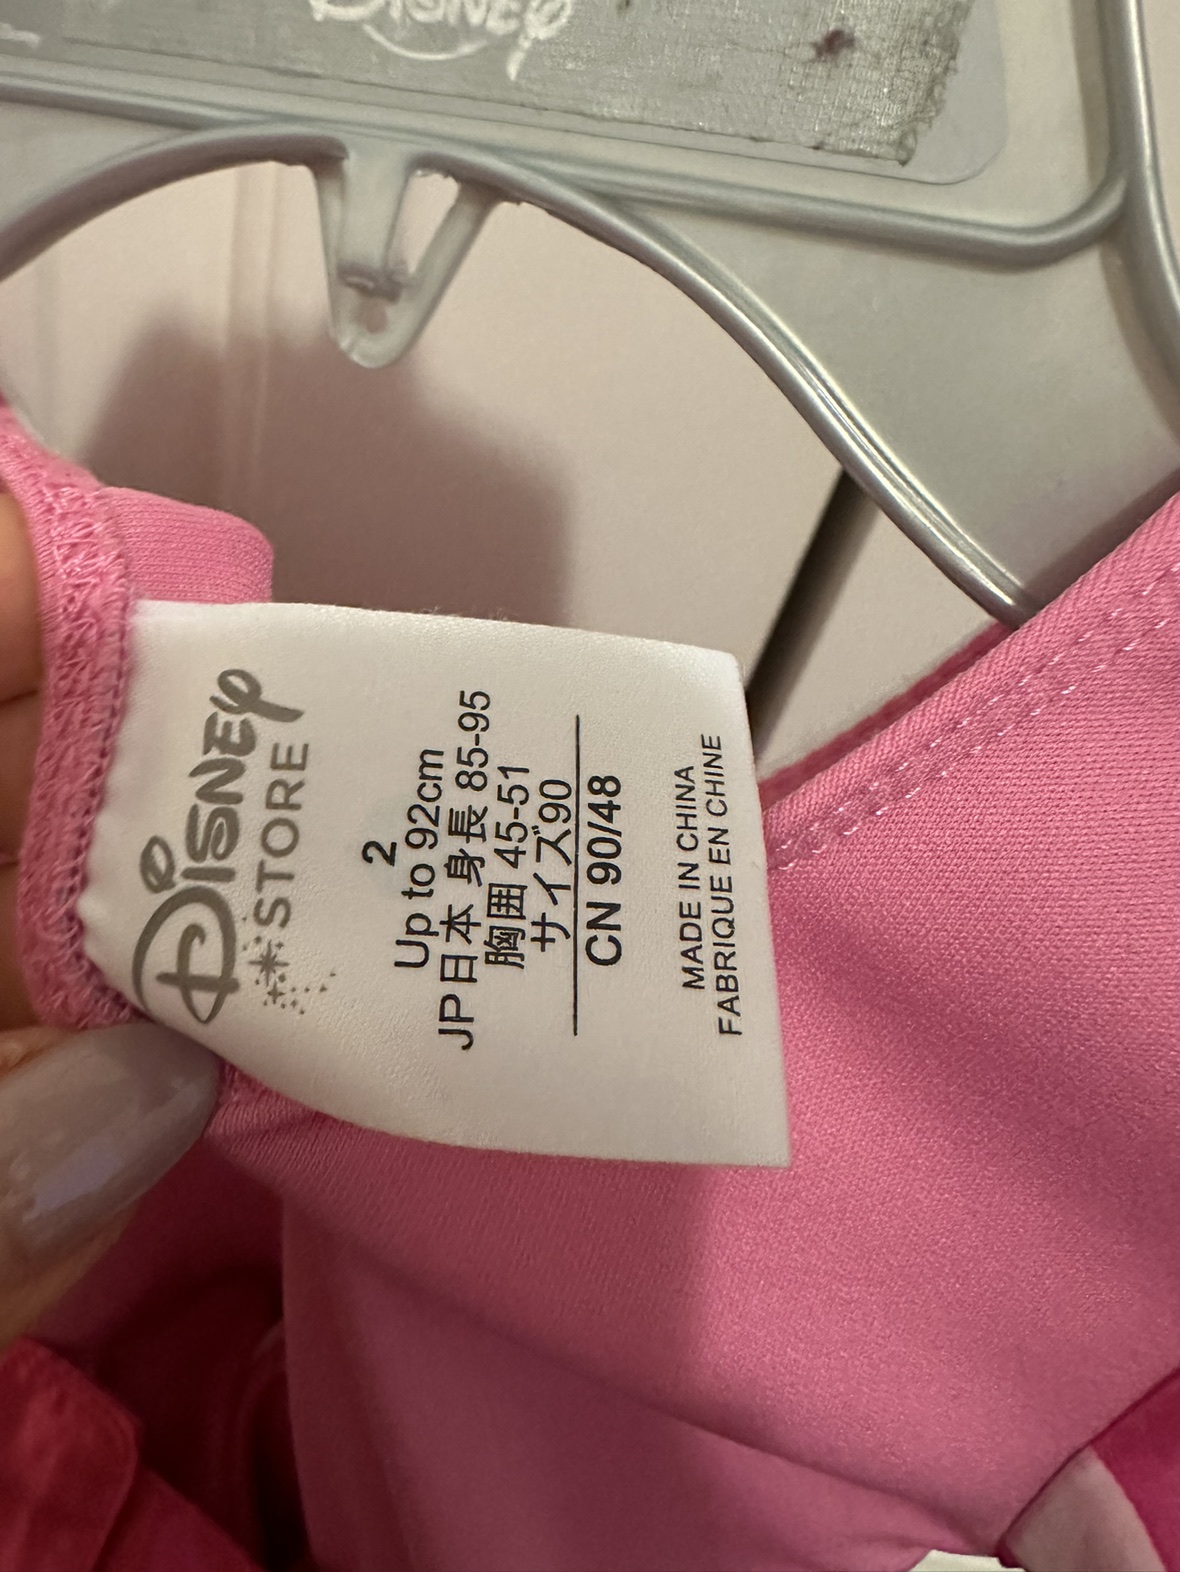 Disney
Disney
STORE
2
Up to 92cm
JP日本 身長 85-95
胸囲 45-51
サイズ90
CN 90/48
MADE IN CHINA
FABRIQUE EN CHINE